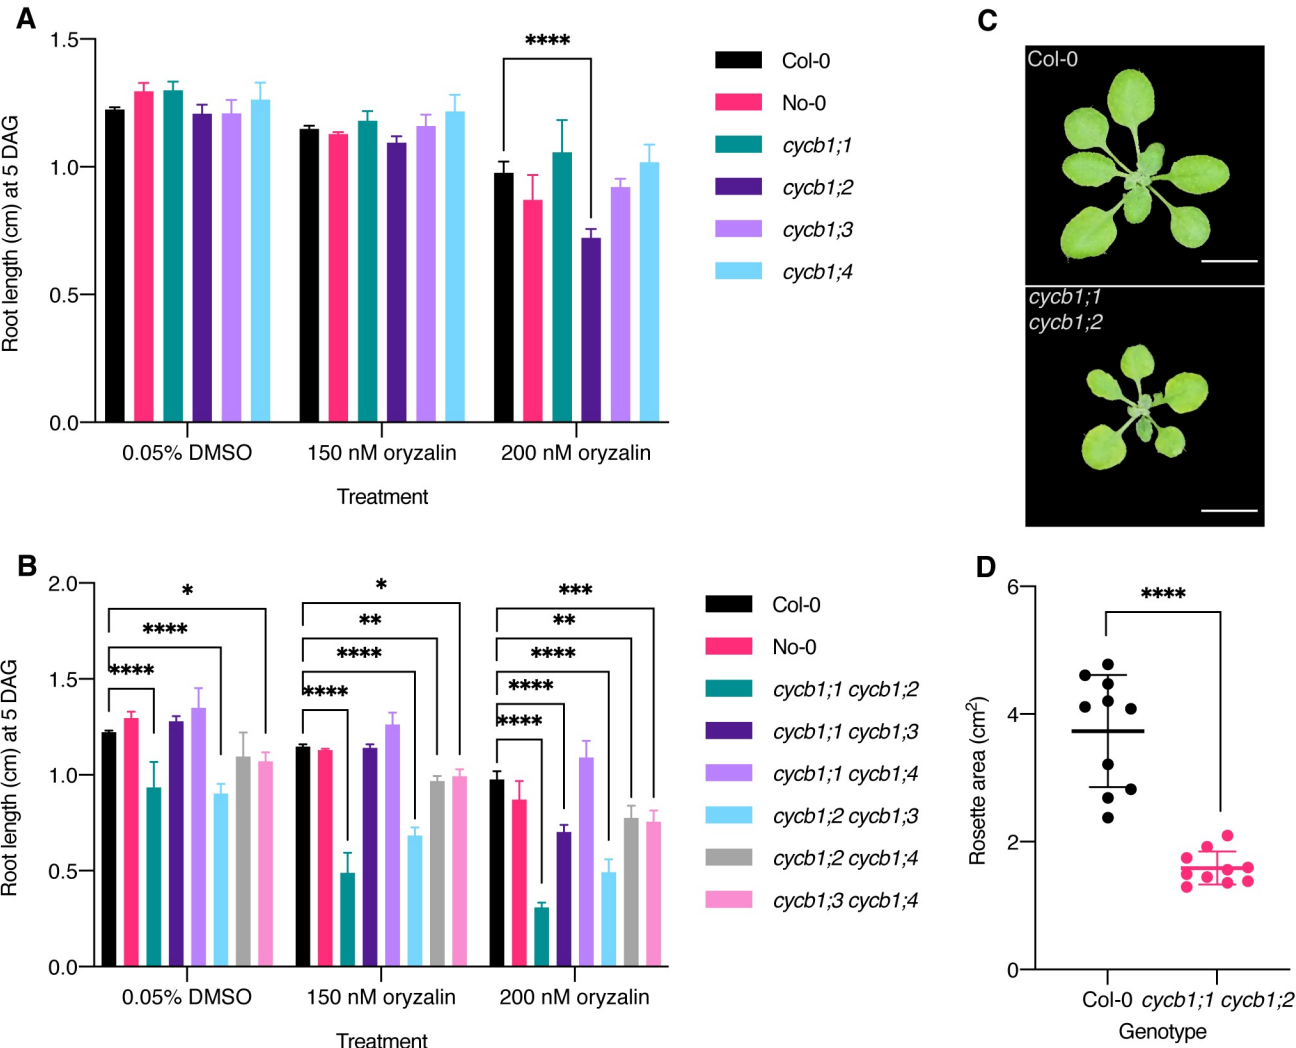 A
1.5
1.0
0.5
0.0
Root length (cm) at 5 DAG
****
0.05% DMSO
150 nM oryzalin
200 nM oryzalin
Treatment
Col-0
No-0
cycb1;1
cycb1;2
cycb1;3
cycb1;4
B
2.0
1.5
1.0
0.5
0.0
Root length (cm) at 5 DAG
*
****
****
*
**
****
****
***
**
****
****
****
0.05% DMSO
150 nM oryzalin
200 nM oryzalin
Treatment
Col-0
No-0
cycb1;1 cycb1;2
cycb1;1 cycb1;3
cycb1;1 cycb1;4
cycb1;2 cycb1;3
cycb1;2 cycb1;4
cycb1;3 cycb1;4
C
Col-0
cycb1;1
cycb1;2
D
6
4
2
0
Rosette area (cm²)
****
Col-0 cycb1;1 cycb1;2
Genotype